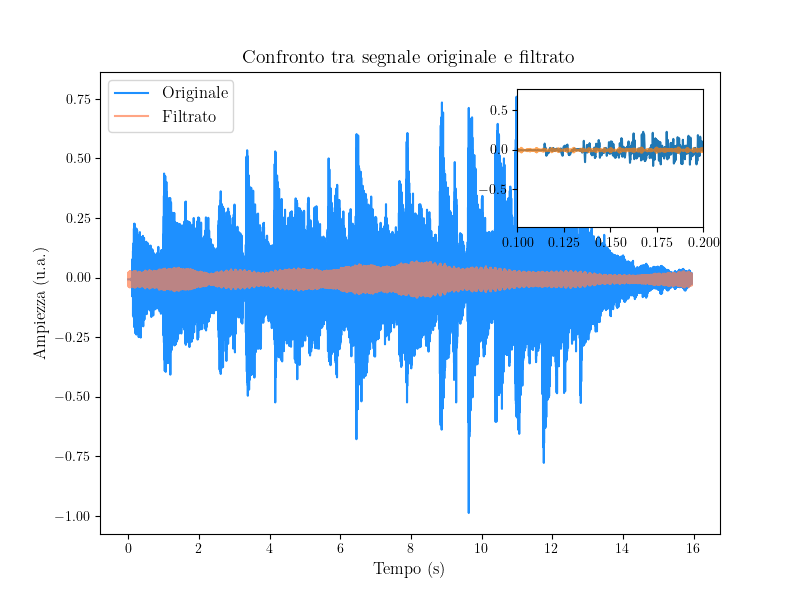 Confronto tra segnale originale e filtrato
Originale
Filtrato
0.5
0.0
−0.5
0.100 0.125 0.150 0.175 0.200
0.75
0.50
0.25
0.00
−0.25
−0.50
−0.75
−1.00
Ampiezza (u.a.)
0 2 4 6 8 10 12 14 16
Tempo (s)